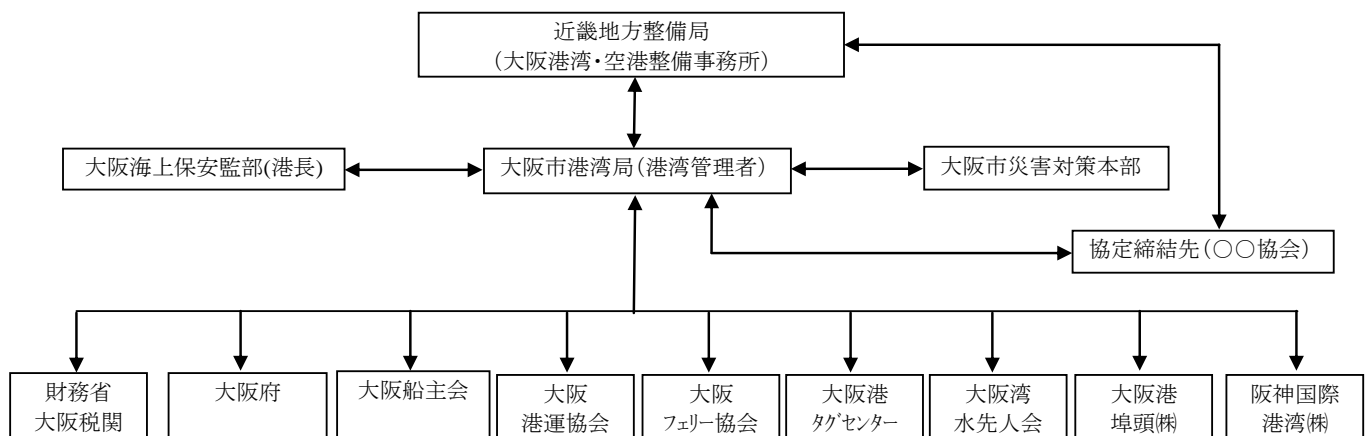 近畿地方整備局
（大阪港湾・空港整備事務所）
大阪海上保安監部(港長)
大阪市港湾局（港湾管理者）
大阪市災害対策本部
協定締結先（○○協会）
財務省
大阪税関
大阪府
大阪船主会
大阪
港運協会
大阪
ﾌｪﾘｰ協会
大阪港
ﾀｸﾞｾﾝﾀｰ
大阪湾
水先人会
大阪港
埠頭㈱
阪神国際
港湾㈱